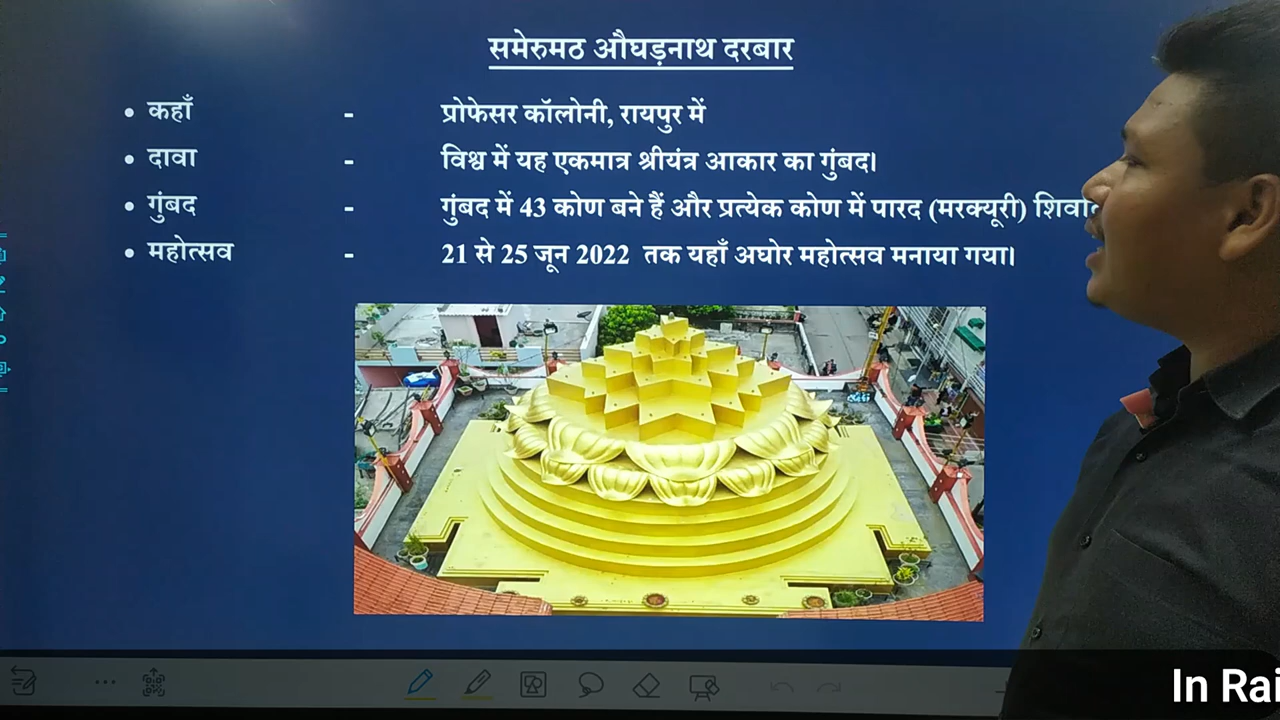 समेरुमठ औघड़नाथ दरबार
• कहाँ - प्रोफेसर कॉलोनी, रायपुर में
• दावा - विश्व में यह एकमात्र श्रीयंत्र आकार का गुंबद।
• गुंबद - गुंबद में 43 कोण बने हैं और प्रत्येक कोण में पारद (मरक्यूरी)
• महोत्सव - 21 से 25 जून 2022 तक यहाँ अघोर महोत्सव मनाया गया।
In